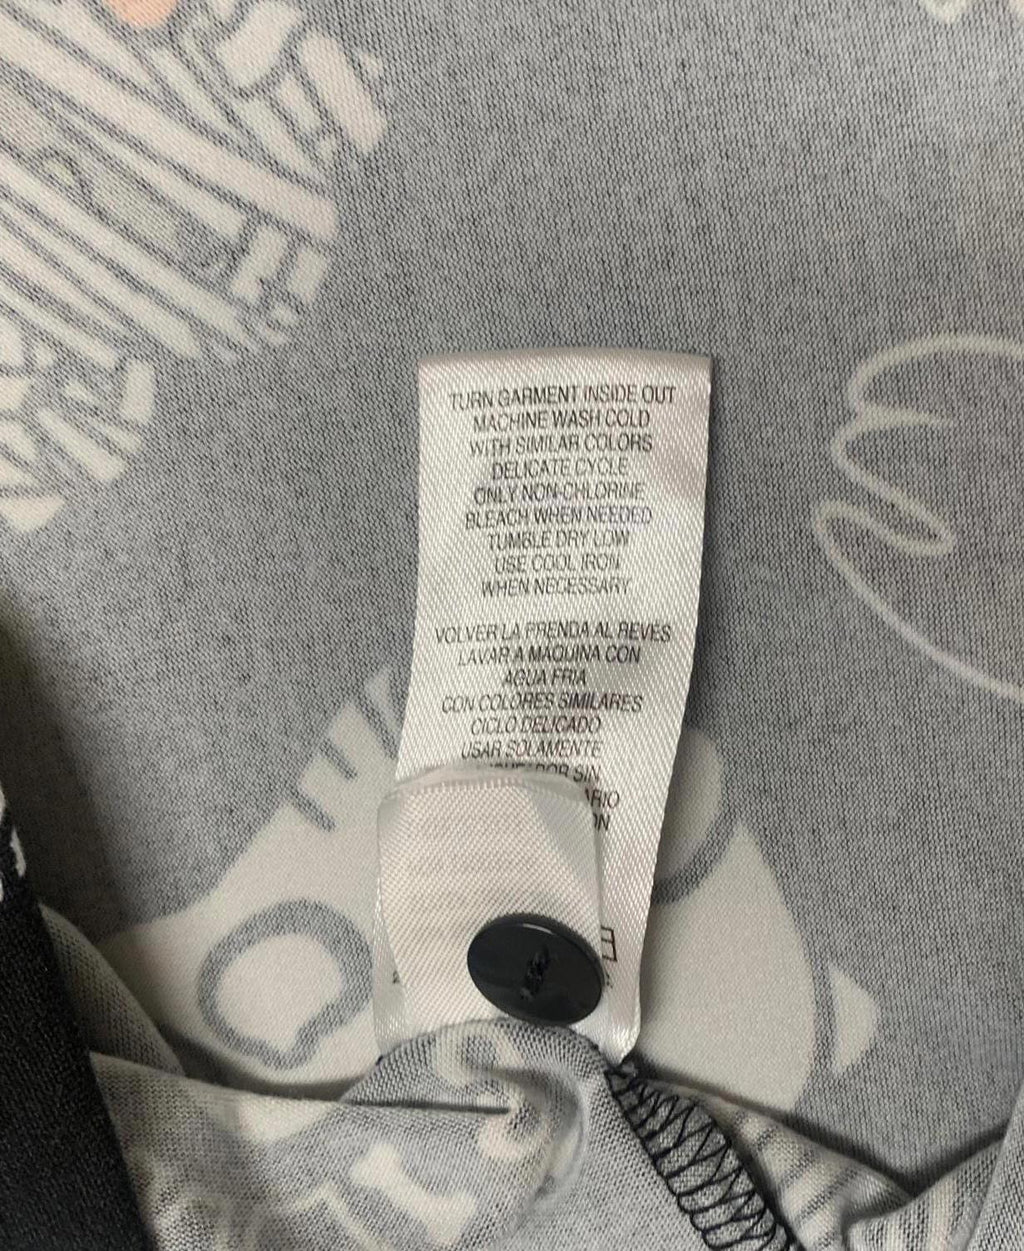 TURN GARMENT INSIDE OUT
MACHINE WASH COLD
WITH SIMILAR COLORS
DELICATE CYCLE
ONLY NON-CHLORINE
BLEACH WHEN NEEDED
TUMBLE DRY LOW
USE COOL IRON
WHEN NECESSARY
VOLVER LA PRENDA AL REVES
LAVAR A MAQUINA CON
AGUA FRIA
CON COLORES SIMILARES
CICLO DELICADO
USAR SOLAMENTE
SIN